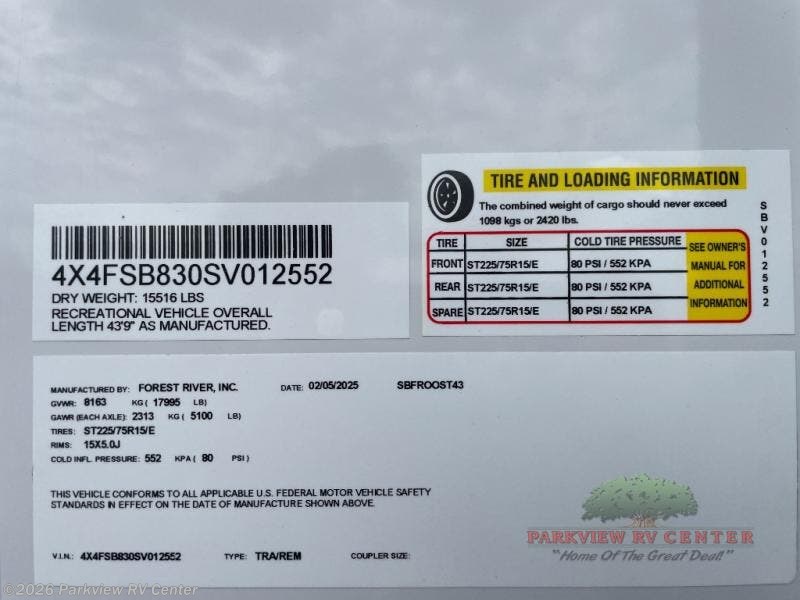 TIRE AND LOADING INFORMATION
The combined weight of cargo should never exceed
1098 kgs or 2420 lbs.
TIRE SIZE COLD TIRE PRESSURE
FRONT ST225/75R15/E 80 PSI / 552 KPA
REAR ST225/75R15/E 80 PSI / 552 KPA
SPARE ST225/75R15/E 80 PSI / 552 KPA
SEE OWNER'S
MANUAL FOR
ADDITIONAL
INFORMATION
SBV012552
4X4FSB830SV012552
DRY WEIGHT: 15516 LBS
RECREATIONAL VEHICLE OVERALL
LENGTH 43'9" AS MANUFACTURED.
MANUFACTURED BY: FOREST RIVER, INC. DATE: 02/05/2025 SBFROOST43
GVWR: 8163 KG ( 17995 LB)
GAWR (EACH AXLE): 2313 KG ( 5100 LB)
TIRES: ST225/75R15/E
RIMS: 15X5.0J
COLD INFL. PRESSURE: 552 KPA ( 80 PSI )
THIS VEHICLE CONFORMS TO ALL APPLICABLE U.S. FEDERAL MOTOR VEHICLE SAFETY
STANDARDS IN EFFECT ON THE DATE OF MANUFACTURE SHOWN ABOVE.
V.I.N.: 4X4FSB830SV012552 TYPE: TRA/REM COUPLER SIZE:
PARKVIEW RV CENTER
"Home Of The Great Deal!"
©2026 Parkview RV Center